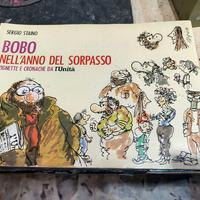 SERGIO STAINO
BOBO
NELL'ANNO DEL SORPASSO
VIGNETTE E CRONACHE DA l'Unità